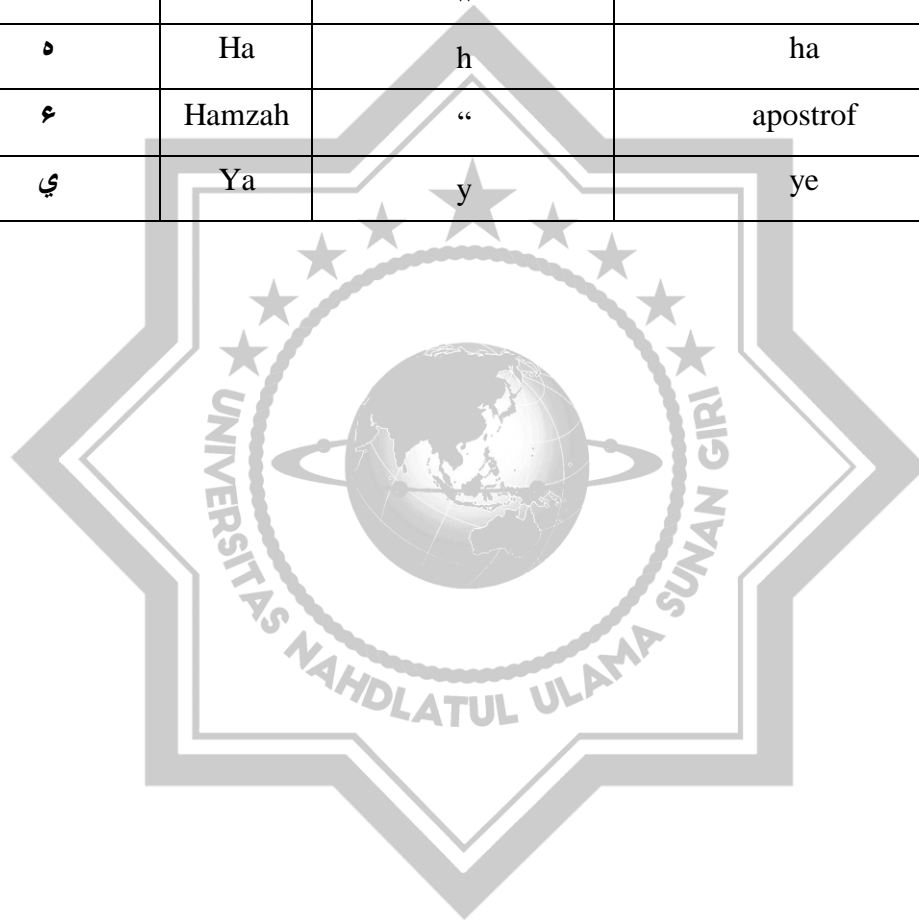 ه Ha h ha
ء Hamzah “ apostrof
ي Ya y ye
UNIVERSITAS NAHDLATUL ULAMA SUNAN GIRI